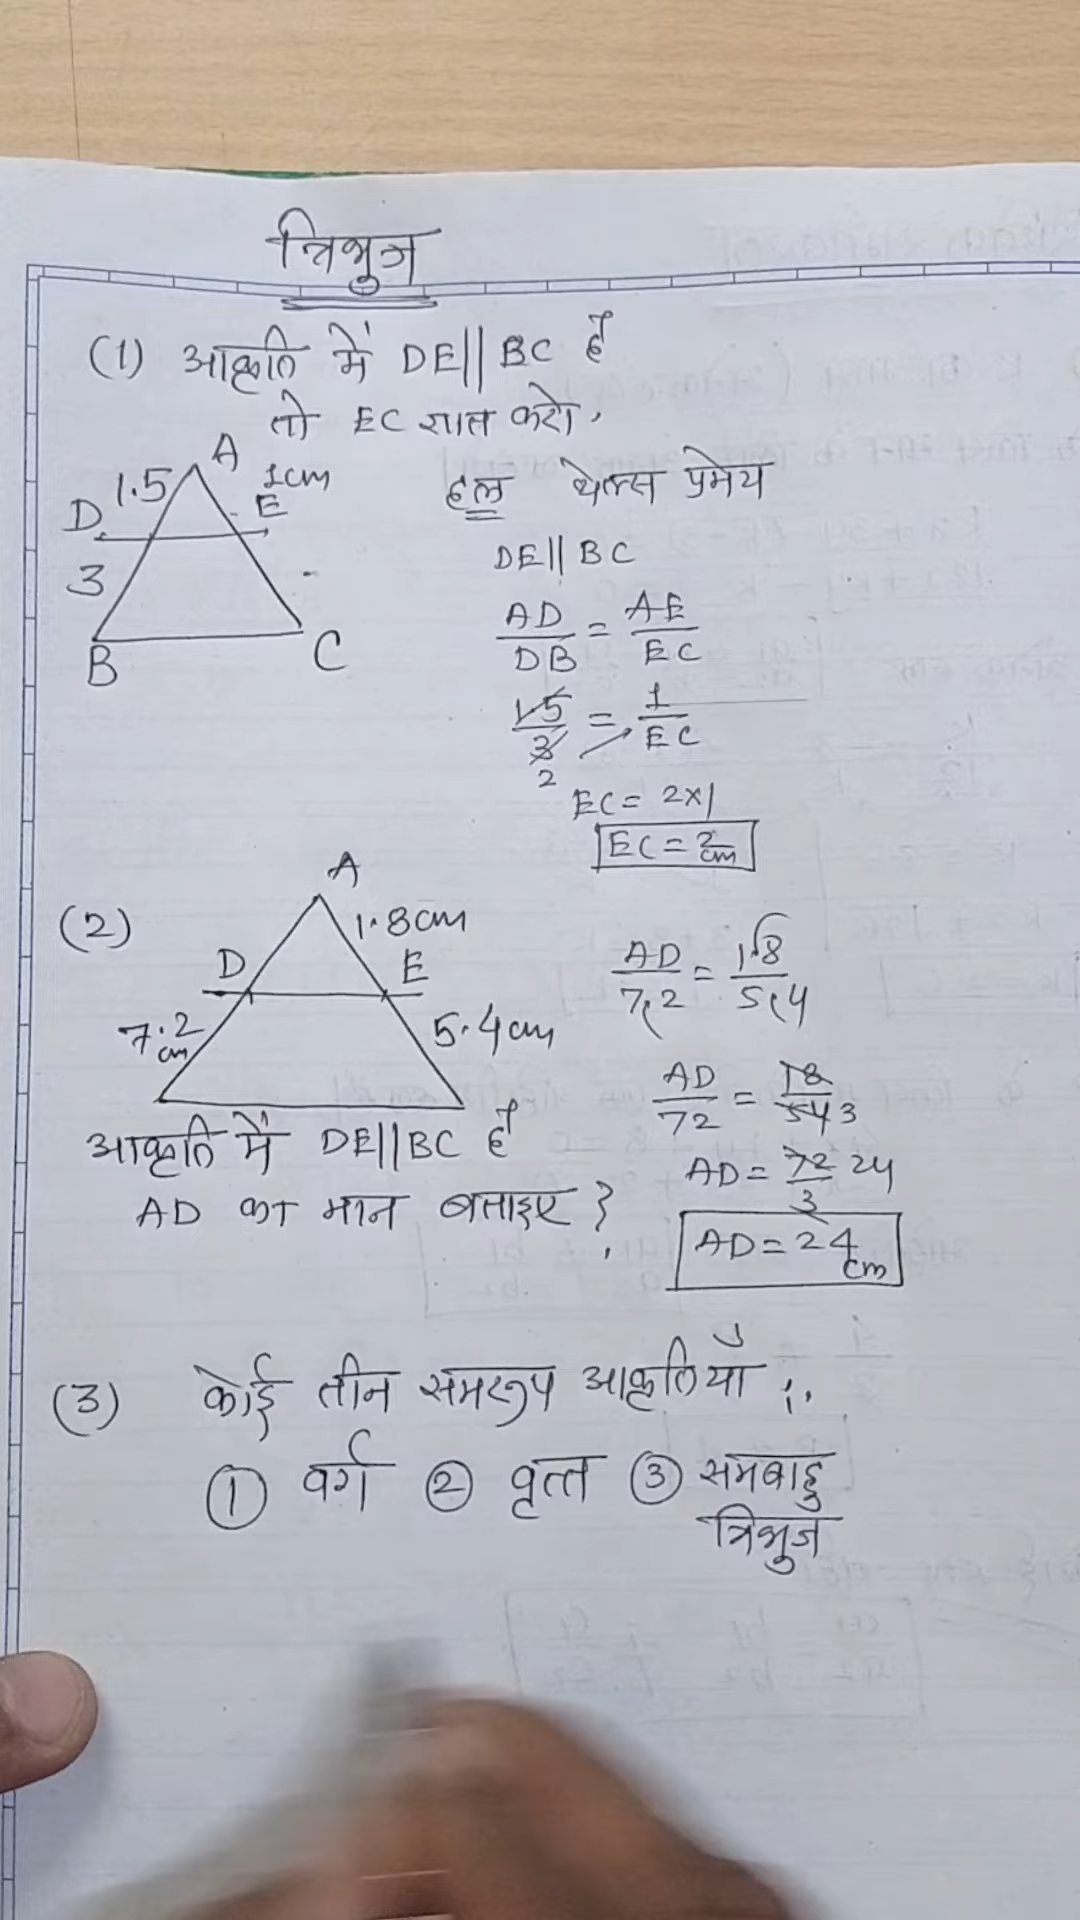 त्रिभुज
(1) आकृति में DE||BC है
तो EC ज्ञात करो.
A
1.5
1cm
D
E
3
B
C
हल थेल्स प्रमेय
DE||BC
AD/DB = AE/EC
1.5/3 = 1/EC
2
EC = 2×1
EC = 2cm
(2)
A
1.8cm
D
E
7.2cm
5.4cm
आकृति में DE||BC है
AD का मान बताइए ?
AD/7.2 = 1.8/5.4
AD/72 = 18/54 3
AD = 72/3 24
AD = 24cm
(3) कोई तीन समरूप आकृतियाँ :.
① वर्ग ② वृत्त ③ समबाहु
त्रिभुज